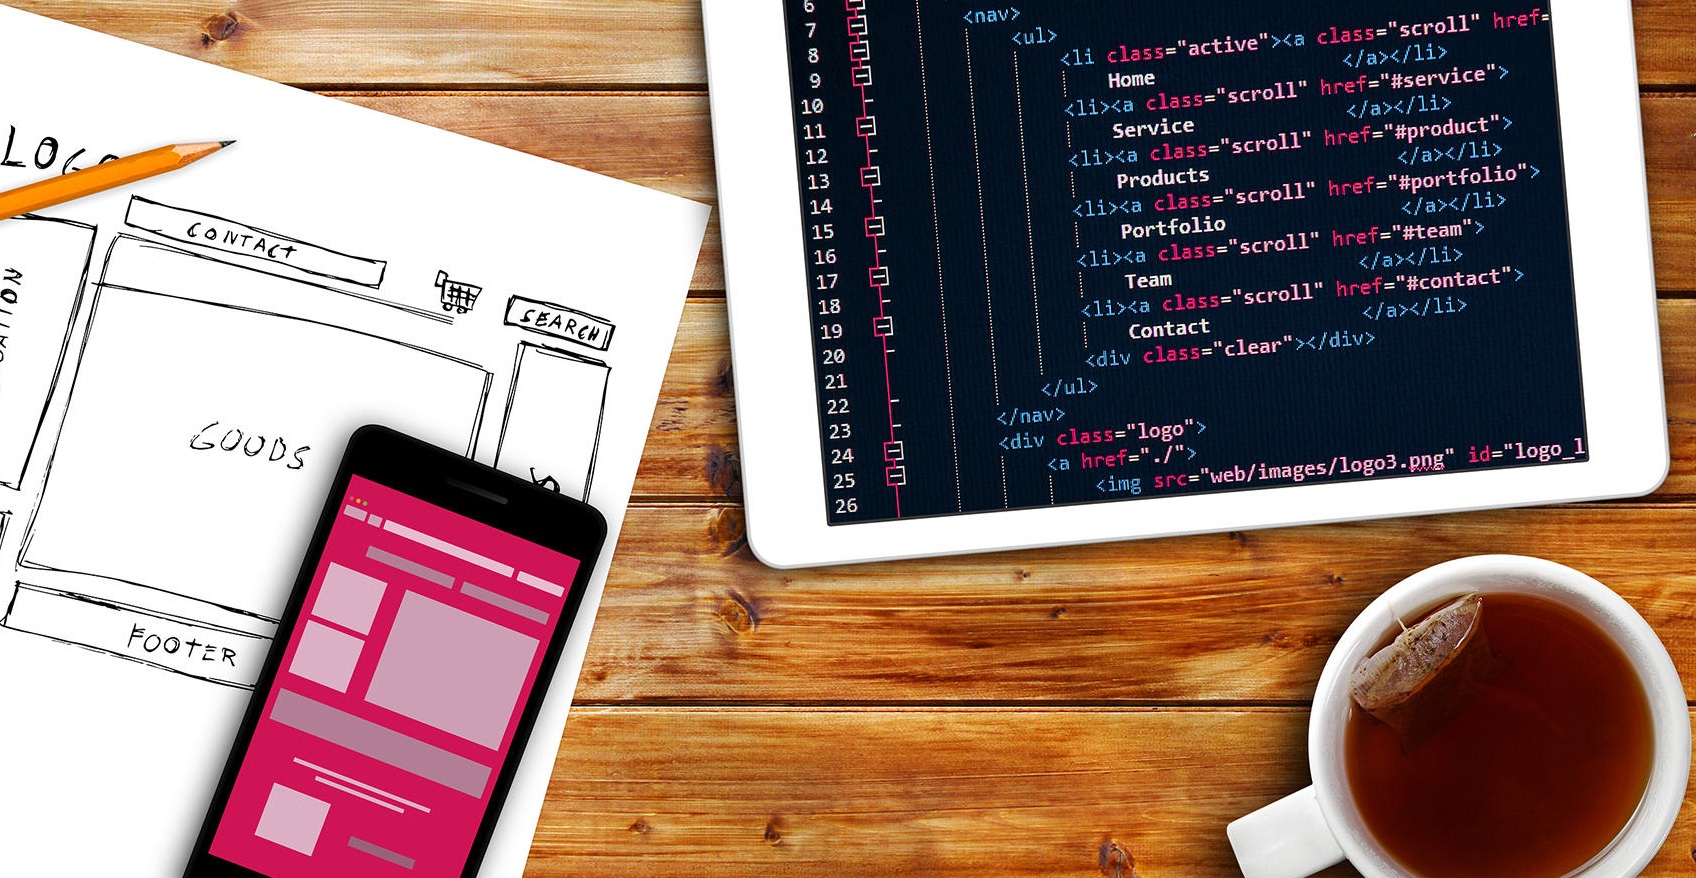 LOGO
CONTACT
SEARCH
GOODS
FOOTER
6
<nav>
7
<ul>
8
<li class="active"><a class="scroll" href=
9
Home </a></li>
10
<li><a class="scroll" href="#service">
11
Service </a></li>
12
<li><a class="scroll" href="#product">
13
Products </a></li>
14
<li><a class="scroll" href="#portfolio">
15
Portfolio </a></li>
16
<li><a class="scroll" href="#team">
17
Team </a></li>
18
<li><a class="scroll" href="#contact">
19
Contact </a></li>
20
<div class="clear"></div>
21
</ul>
22
</nav>
23
<div class="logo">
24
<a href="./">
25
<img src="web/images/logo3.png" id="logo_l
26